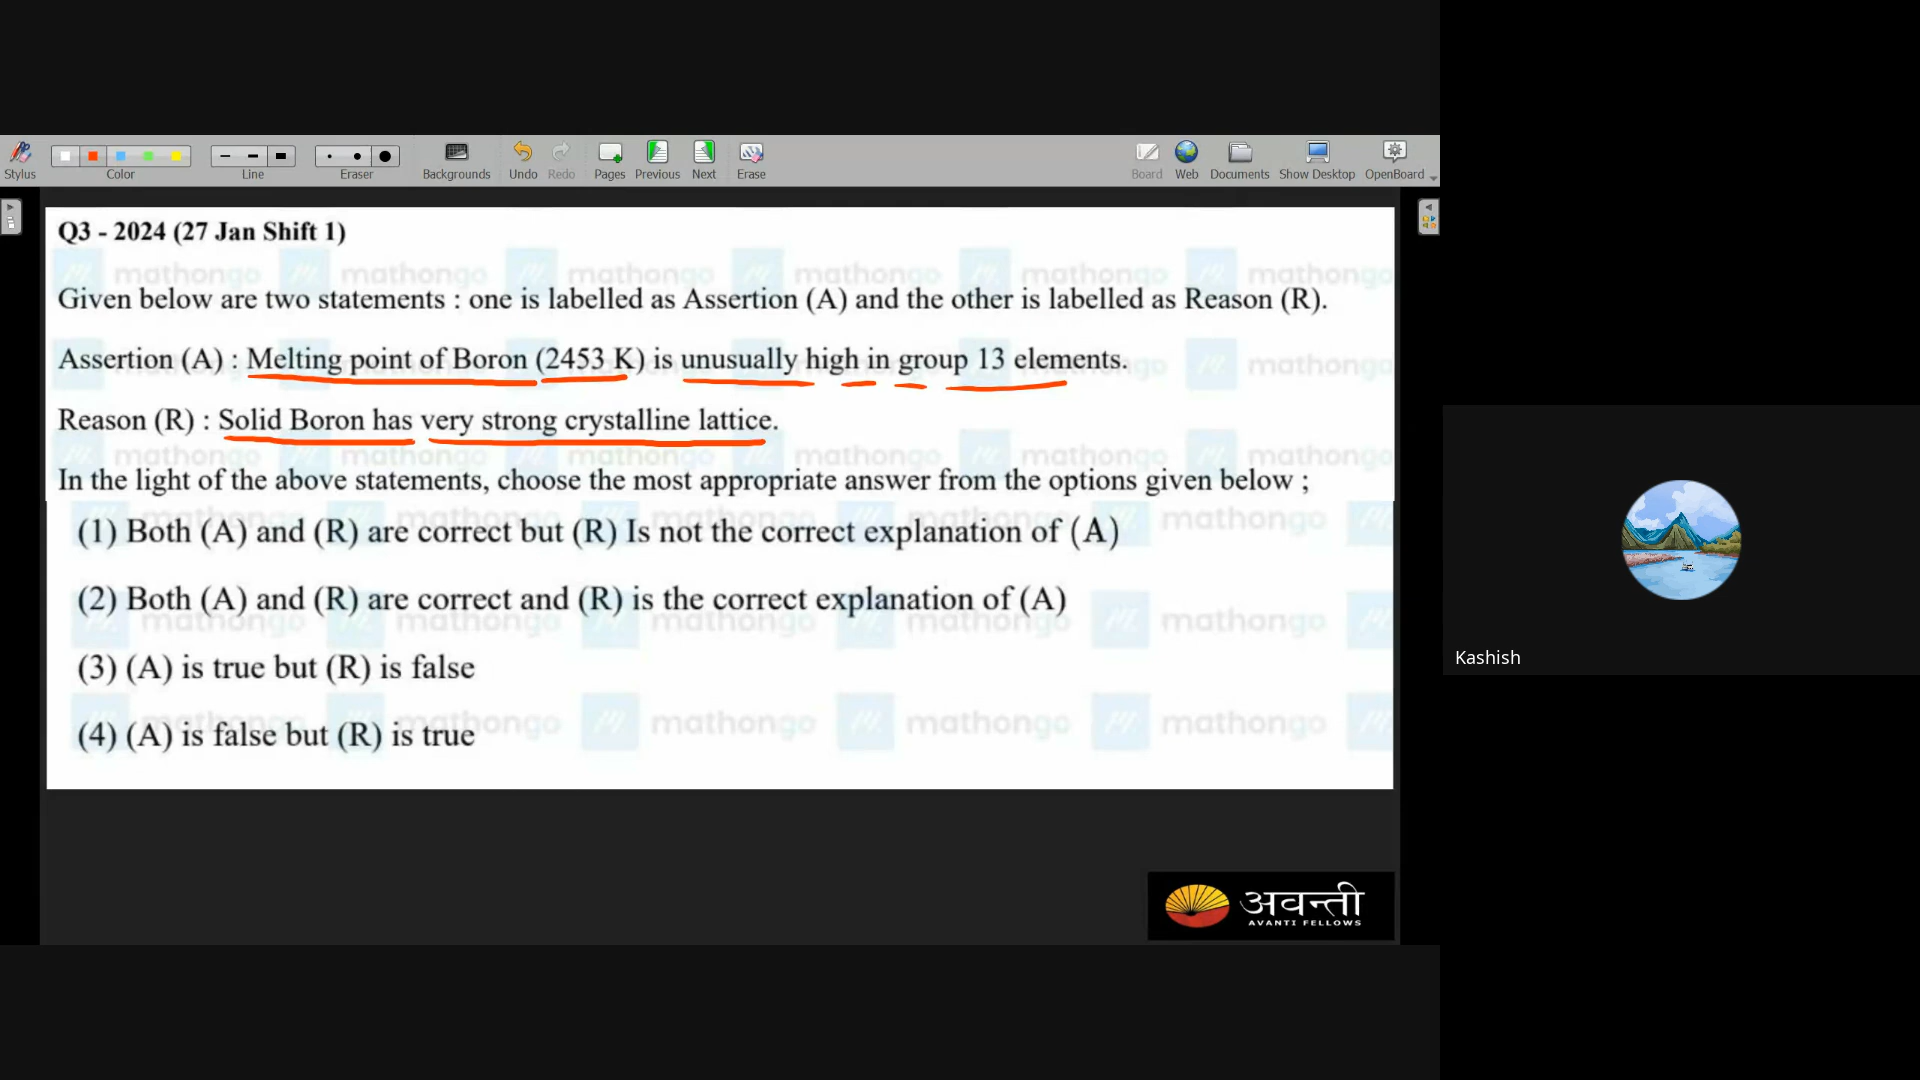 Stylus Color Line Eraser Backgrounds Undo Redo Pages Previous Next Erase Board Web Documents Show Desktop OpenBoard
Q3 - 2024 (27 Jan Shift 1)
Given below are two statements : one is labelled as Assertion (A) and the other is labelled as Reason (R).
Assertion (A) : Melting point of Boron (2453 K) is unusually high in group 13 elements.
Reason (R) : Solid Boron has very strong crystalline lattice.
In the light of the above statements, choose the most appropriate answer from the options given below ;
(1) Both (A) and (R) are correct but (R) Is not the correct explanation of (A)
(2) Both (A) and (R) are correct and (R) is the correct explanation of (A)
(3) (A) is true but (R) is false
(4) (A) is false but (R) is true
mathongo
अवन्ती
AVANTI FELLOWS
Kashish